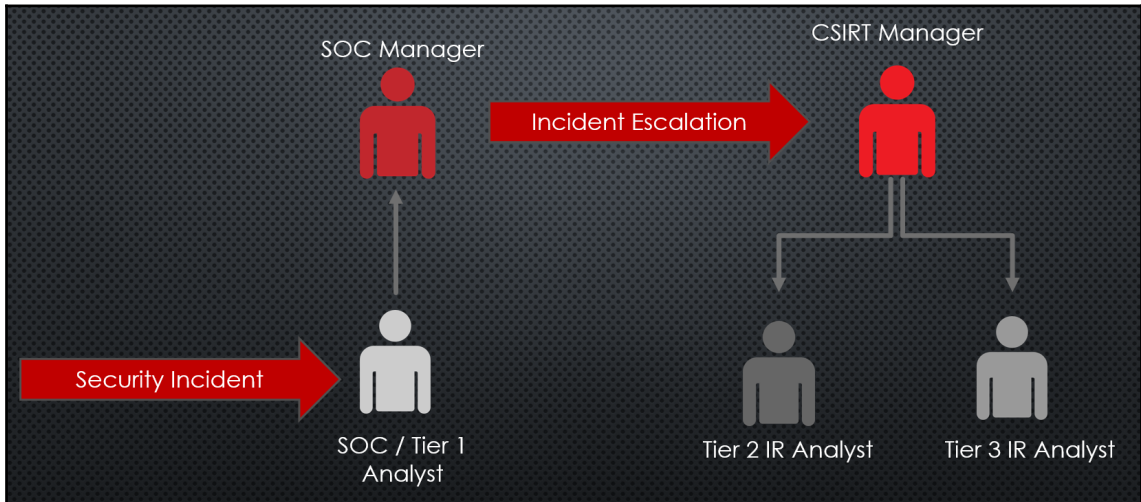 SOC Manager
CSIRT Manager
Incident Escalation
Security Incident
SOC / Tier 1
Analyst
Tier 2 IR Analyst
Tier 3 IR Analyst